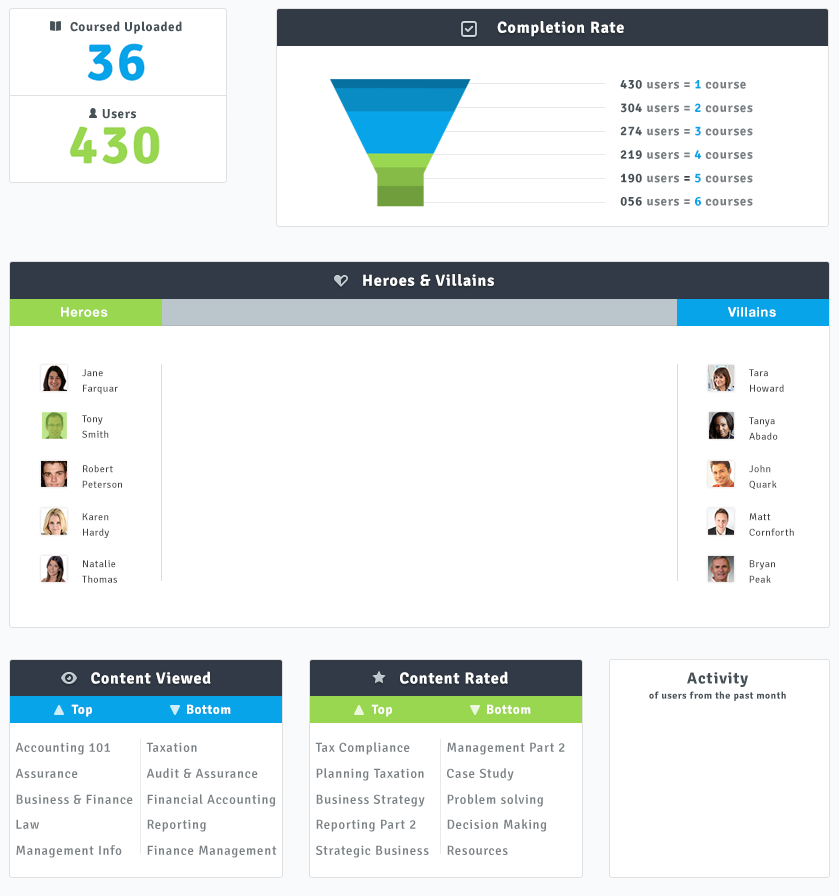 Coursed Uploaded
36
Users
430
Completion Rate
430 users = 1 course
304 users = 2 courses
274 users = 3 courses
219 users = 4 courses
190 users = 5 courses
056 users = 6 courses
Heroes & Villains
Heroes
Villains
Jane
Farquar
Tony
Smith
Robert
Peterson
Karen
Hardy
Natalie
Thomas
Tara
Howard
Tanya
Abado
John
Quark
Matt
Cornforth
Bryan
Peak
Content Viewed
Top
Bottom
Accounting 101
Assurance
Business & Finance
Law
Management Info
Taxation
Audit & Assurance
Financial Accounting
Reporting
Finance Management
Content Rated
Top
Bottom
Tax Compliance
Planning Taxation
Business Strategy
Reporting Part 2
Strategic Business
Management Part 2
Case Study
Problem solving
Decision Making
Resources
Activity
of users from the past month